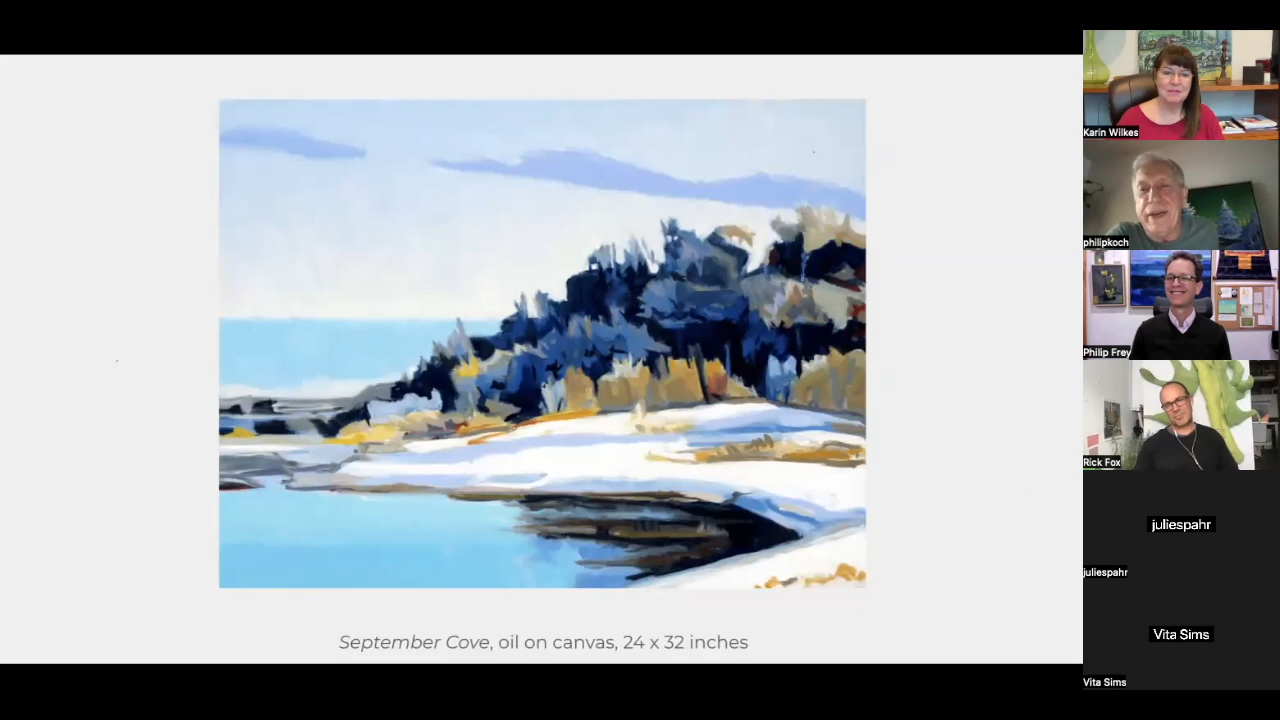 September Cove, oil on canvas, 24 x 32 inches
Karin Wilkes
philipkoch
Philip Frey
Rick Fox
juliespahr
juliespahr
Vita Sims
Vita Sims